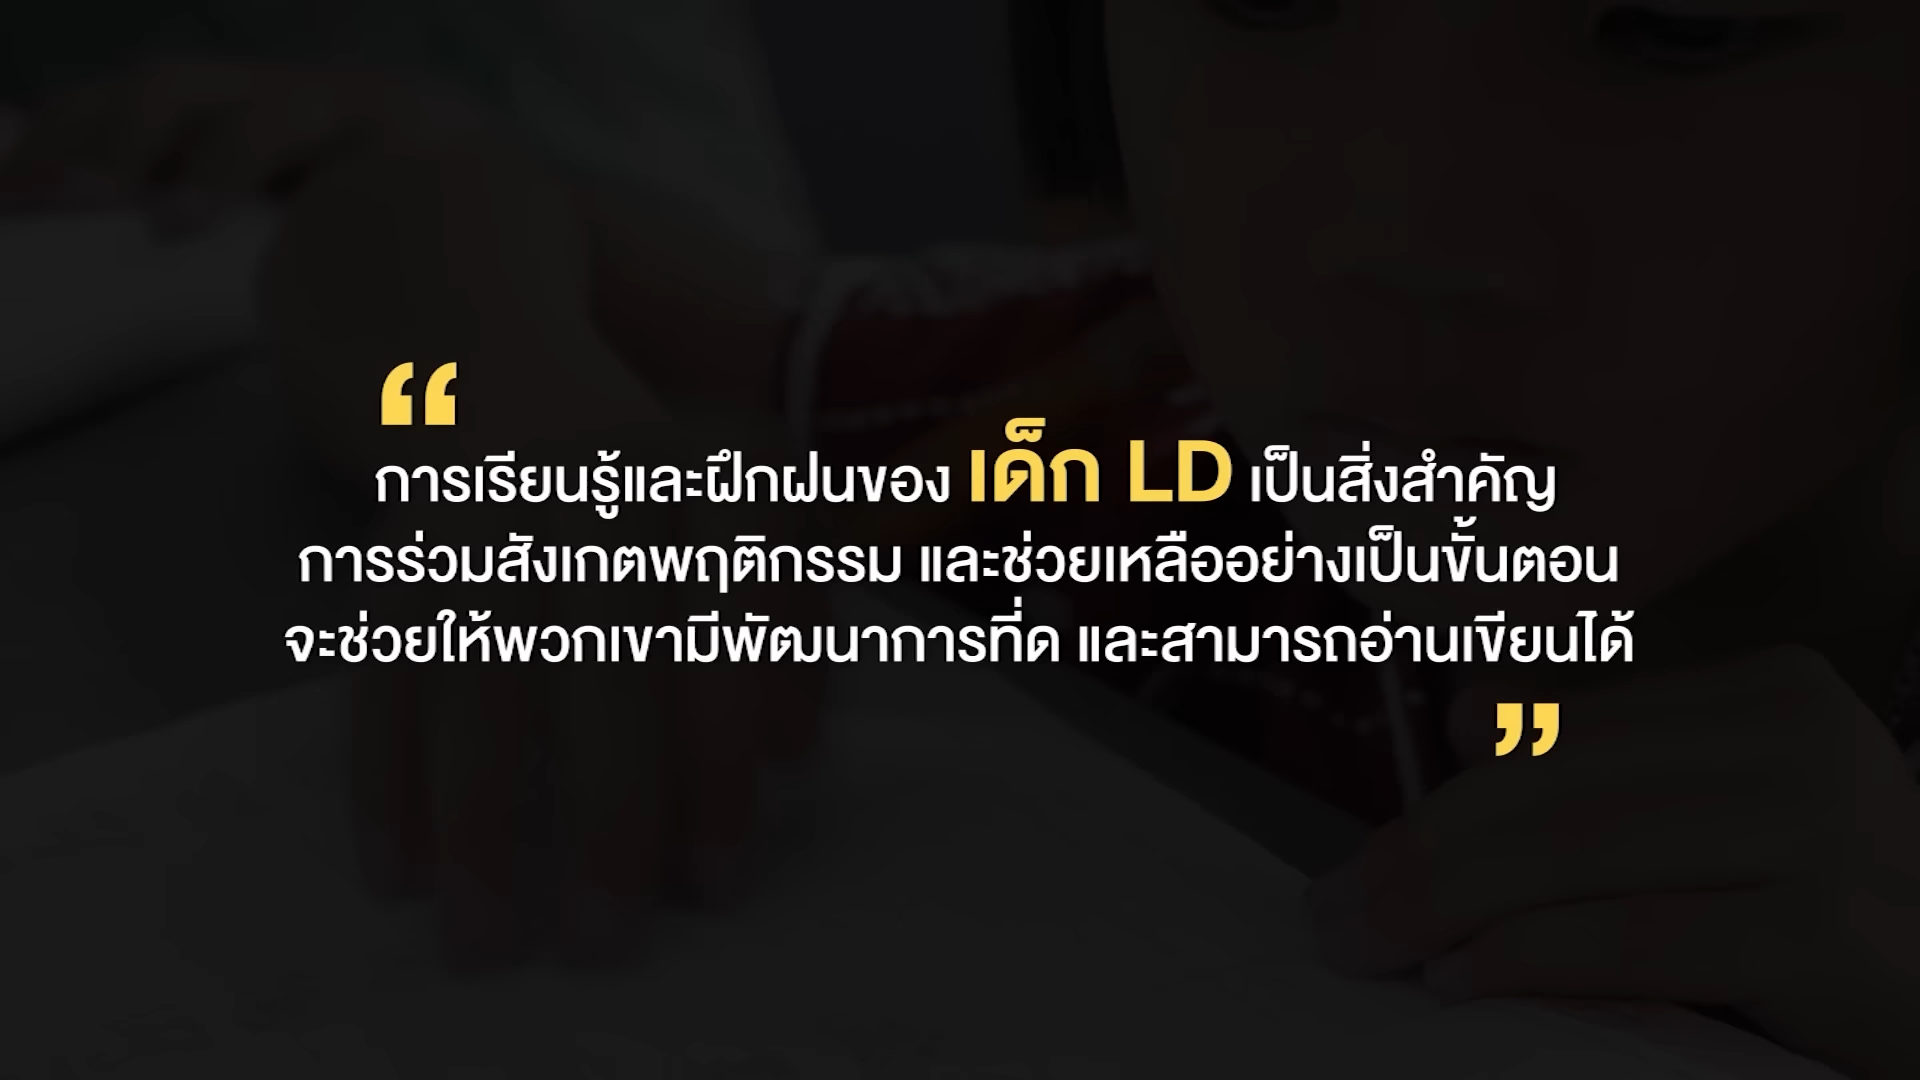 “
การเรียนรู้และฝึกฝนของ เด็ก LD เป็นสิ่งสำคัญ
การร่วมสังเกตพฤติกรรม และช่วยเหลืออย่างเป็นขั้นตอน
จะช่วยให้พวกเขามีพัฒนาการที่ด และสามารถอ่านเขียนได้
”